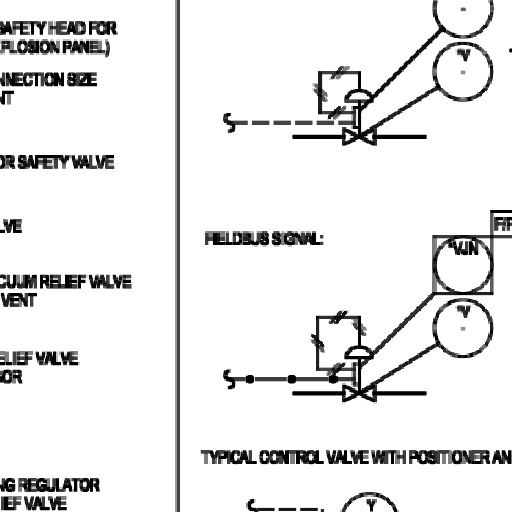 SAFETY HEAD FOR
PLOSION PANEL)
NNECTION SIZE
NT
OR SAFETY VALVE
LVE
CUUM RELIEF VALVE
VENT
ELIEF VALVE
SOR
NG REGULATOR
IEF VALVE
*V
FIELDBUS SIGNAL:
F/F
*VJN
*V
TYPICAL CONTROL VALVE WITH POSITIONER AN
Y